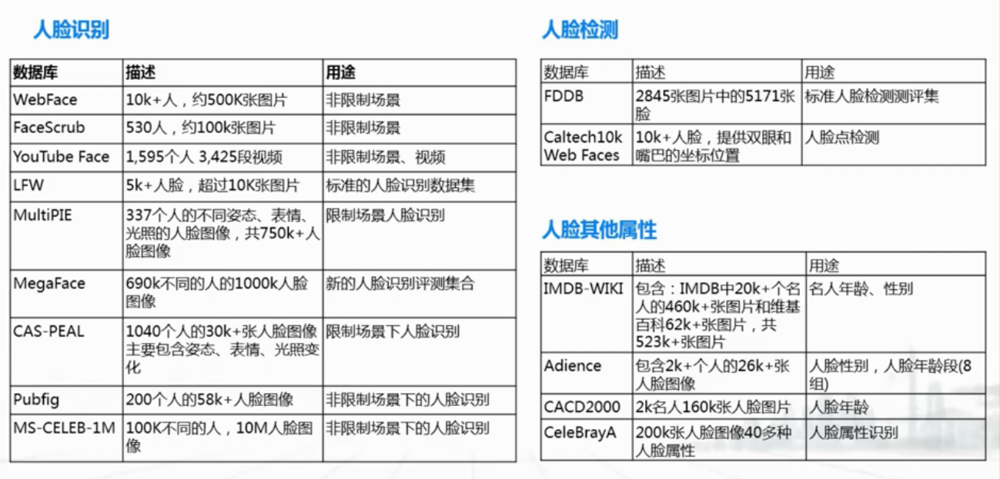 人脸识别
数据库 描述 用途
WebFace 10k+人，约500K张图片 非限制场景
FaceScrub 530人，约100k张图片 非限制场景
YouTube Face 1,595个人 3,425段视频 非限制场景、视频
LFW 5k+人脸，超过10K张图片 标准的人脸识别数据集
MultiPIE 337个人的不同姿态、表情、 限制场景人脸识别
光照的人脸图像，共750k+人
脸图像
MegaFace 690k不同的人的1000k人脸 新的人脸识别评测集合
图像
CAS-PEAL 1040个人的30k+张人脸图像 限制场景下人脸识别
主要包含姿态、表情、光照变
化
Pubfig 200个人的58k+人脸图像 非限制场景下的人脸识别
MS-CELEB-1M 100K不同的人，10M人脸图 非限制场景下的人脸识别
像
人脸检测
数据库 描述 用途
FDDB 2845张图片中的5171张 标准人脸检测测评集
脸
Caltech10k 10k+人脸，提供双眼和 人脸点检测
Web Faces 嘴巴的坐标位置
人脸其他属性
数据库 描述 用途
IMDB-WIKI 包含：IMDB中20k+个名 名人年龄、性别
人的460k+张图片和维基
百科62k+张图片，共
523k+张图片
Adience 包含2k+个人的26k+张 人脸性别，人脸年龄段(8
人脸图像 组)
CACD2000 2k名人160k张人脸图片 人脸年龄
CeleBrayA 200k张人脸图像40多种 人脸属性识别
人脸属性